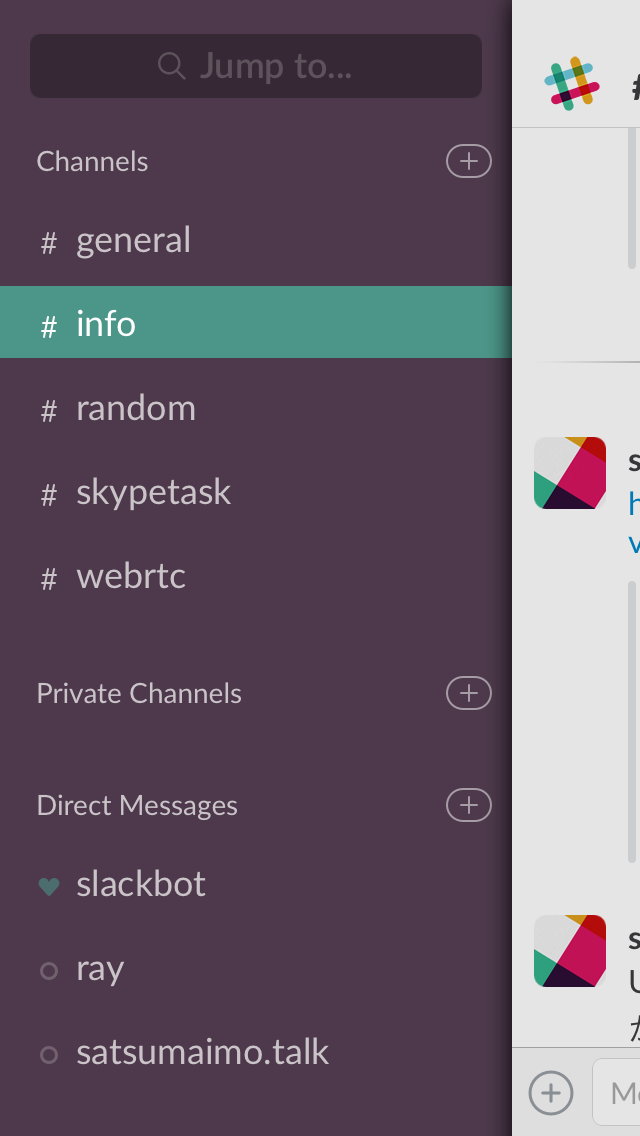 Jump to...
Channels
# general
# info
# random
# skypetask
# webrtc
Private Channels
Direct Messages
slackbot
ray
satsumaimo.talk
#
s
h
v
s
U
か